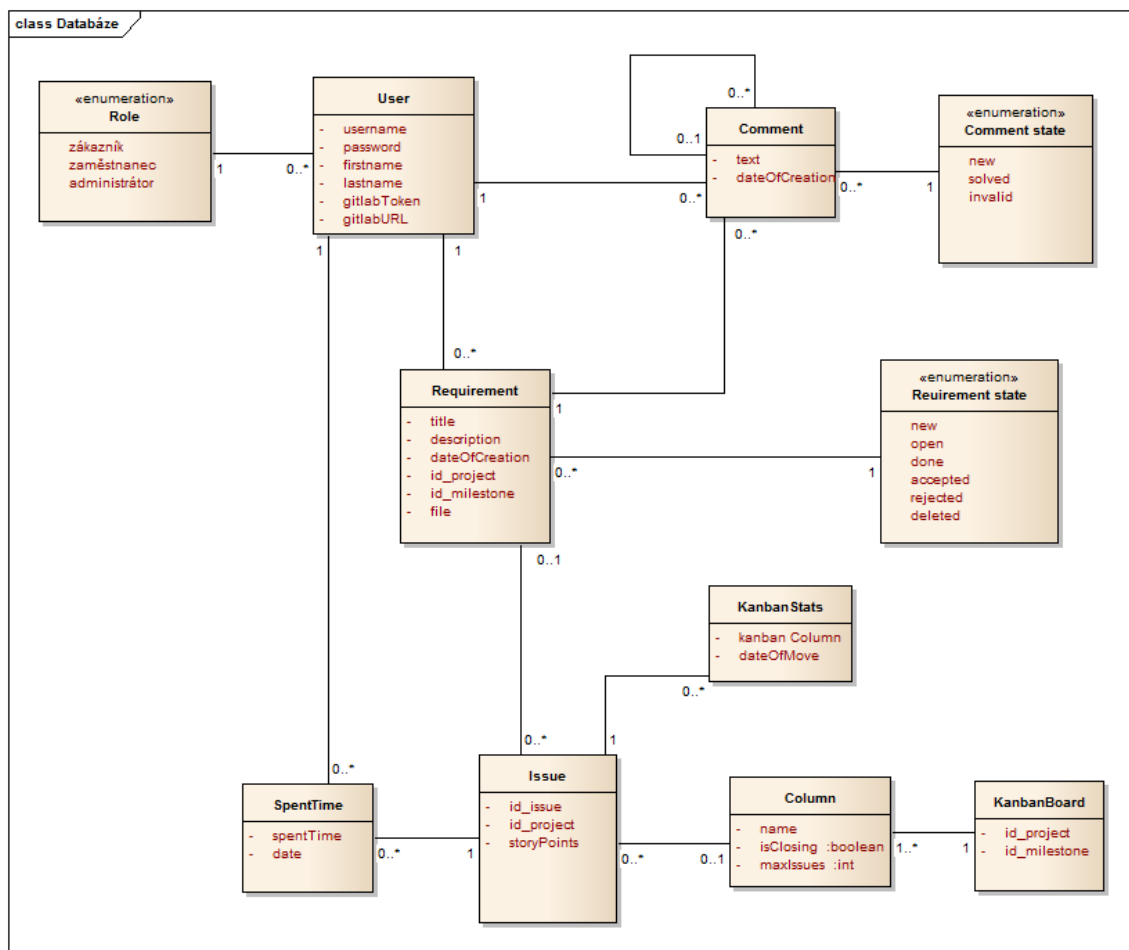 class Databáze
«enumeration»
Role
zákazník
zaměstnanec
administrátor
1
0..*
User
- username
- password
- firstname
- lastname
- gitlabToken
- gitlabURL
1
0..*
1
1
0..*
0..1
Comment
- text
- dateOfCreation
0..*
0..*
1
«enumeration»
Comment state
new
solved
invalid
0..*
Requirement
- title
- description
- dateOfCreation
- id_project
- id_milestone
- file
1
0..*
1
«enumeration»
Reuirement state
new
open
done
accepted
rejected
deleted
0..1
KanbanStats
- kanban Column
- dateOfMove
0..*
1
0..*
0..*
SpentTime
- spentTime
- date
0..*
1
Issue
- id_issue
- id_project
- storyPoints
0..*
0..1
Column
- name
- isClosing :boolean
- maxIssues :int
1..*
1
KanbanBoard
- id_project
- id_milestone